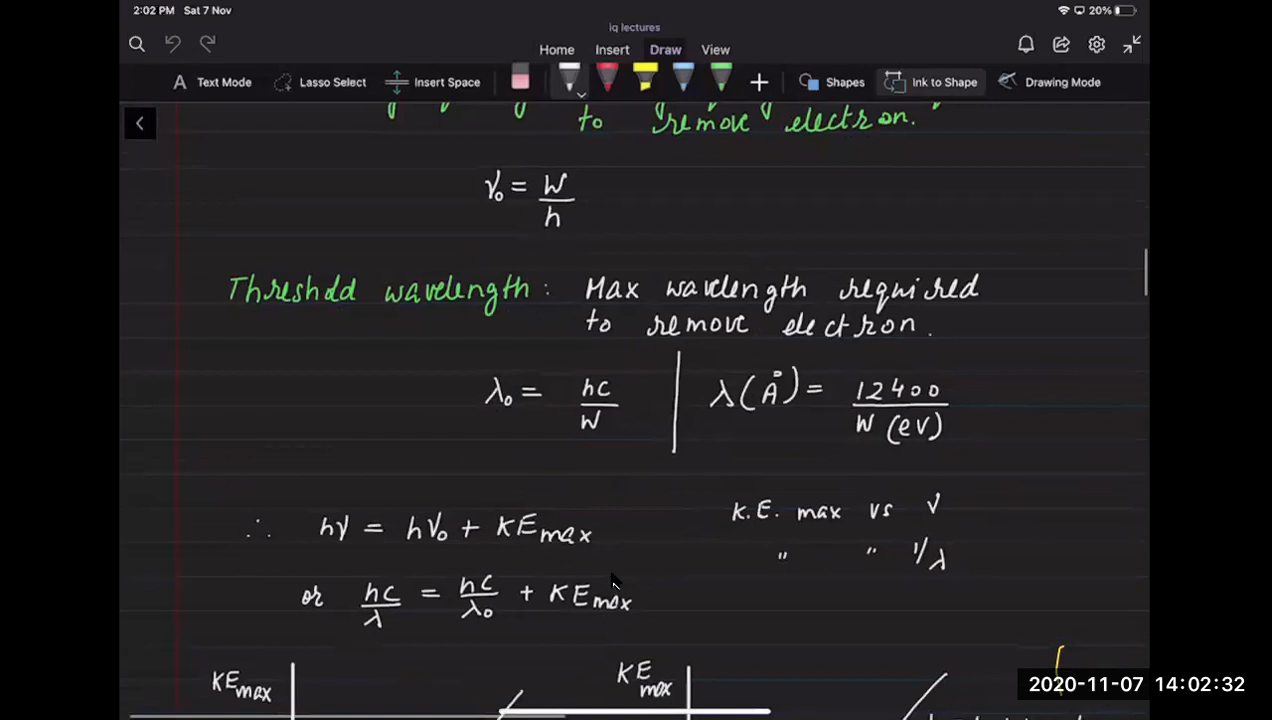 2:02 PM Sat 7 Nov
20%
iq lectures
Home Insert Draw View
Text Mode Lasso Select Insert Space Shapes Ink to Shape Drawing Mode
to remove electron.
ν₀ = W/h
Threshold wavelength : Max wavelength required
to remove electron.
λ₀ = hc/W | λ(Å) = 12400/W (eV)
∴ hν = hν₀ + KEmax
K.E. max vs ν
" " 1/λ
or hc/λ = hc/λ₀ + KEmax
KEmax KEmax
2020-11-07 14:02:32